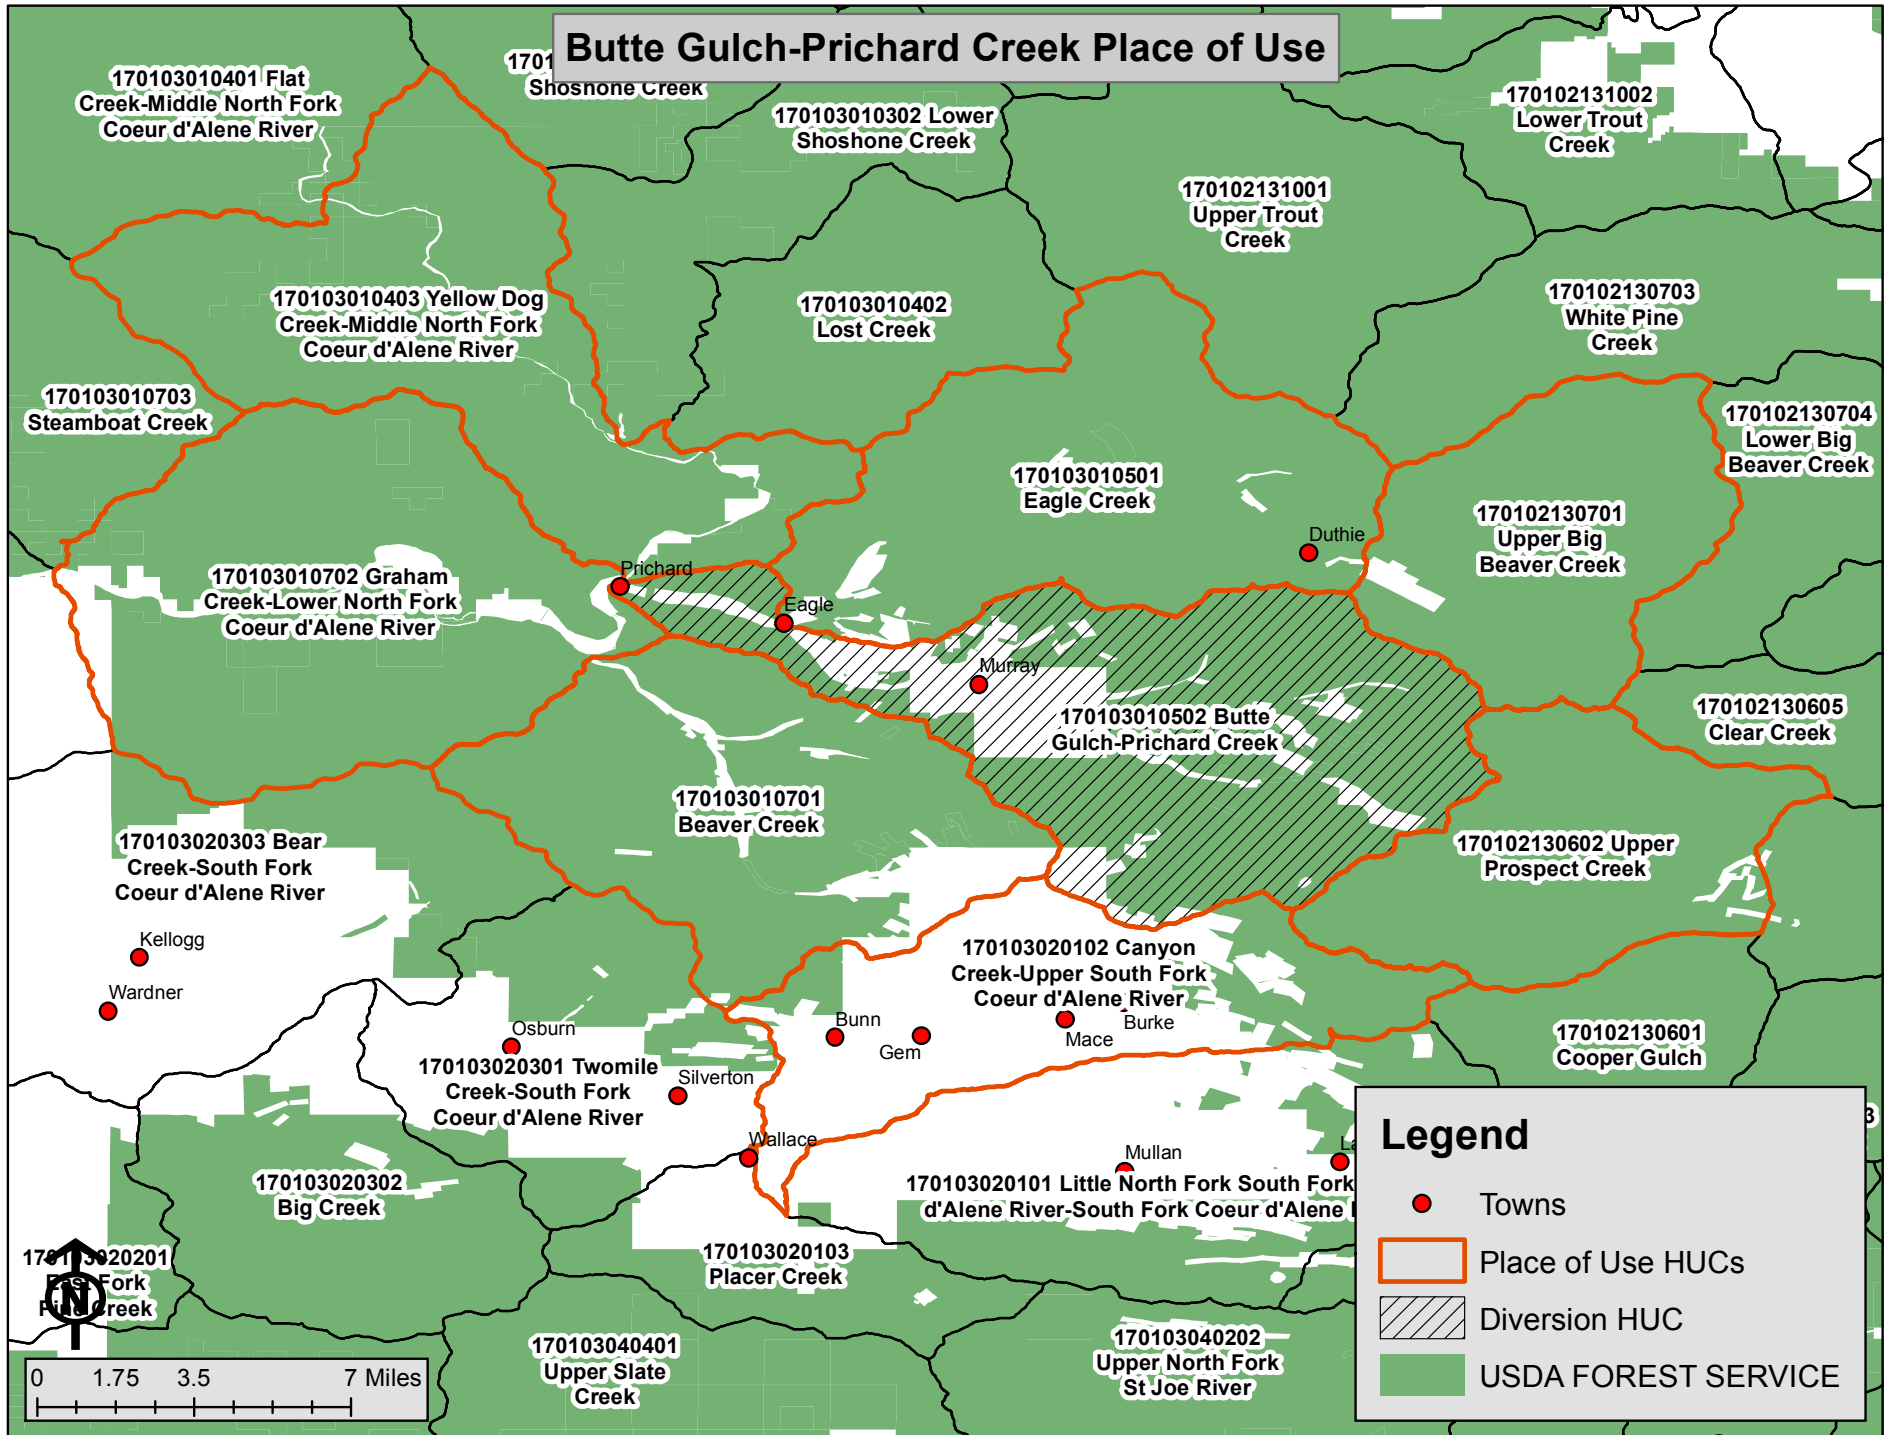 Butte Gulch-Prichard Creek Place of Use
170103010401 Flat
Creek-Middle North Fork
Coeur d'Alene River
1701
Shoshone Creek
170103010302 Lower
Shoshone Creek
170102131002
Lower Trout
Creek
170102131001
Upper Trout
Creek
170103010403 Yellow Dog
Creek-Middle North Fork
Coeur d'Alene River
170103010402
Lost Creek
170102130703
White Pine
Creek
170103010703
Steamboat Creek
170102130704
Lower Big
Beaver Creek
170103010501
Eagle Creek
170102130701
Upper Big
Beaver Creek
Duthie
Prichard
170103010702 Graham
Creek-Lower North Fork
Coeur d'Alene River
Eagle
Murray
170103010502 Butte
Gulch-Prichard Creek
170102130605
Clear Creek
170103010701
Beaver Creek
170103020303 Bear
Creek-South Fork
Coeur d'Alene River
170102130602 Upper
Prospect Creek
Kellogg
Wardner
170103020102 Canyon
Creek-Upper South Fork
Coeur d'Alene River
Osburn
Bunn
Gem
Mace
Burke
170102130601
Cooper Gulch
170103020301 Twomile
Creek-South Fork
Coeur d'Alene River
Silverton
Wallace
Mullan
La
3
170103020302
Big Creek
170103020101 Little North Fork South Fork
d'Alene River-South Fork Coeur d'Alene
170103020103
Placer Creek
170103020201
East Fork
Pine Creek
N
170103040401
Upper Slate
Creek
170103040202
Upper North Fork
St Joe River
0 1.75 3.5 7 Miles
Legend
Towns
Place of Use HUCs
Diversion HUC
USDA FOREST SERVICE